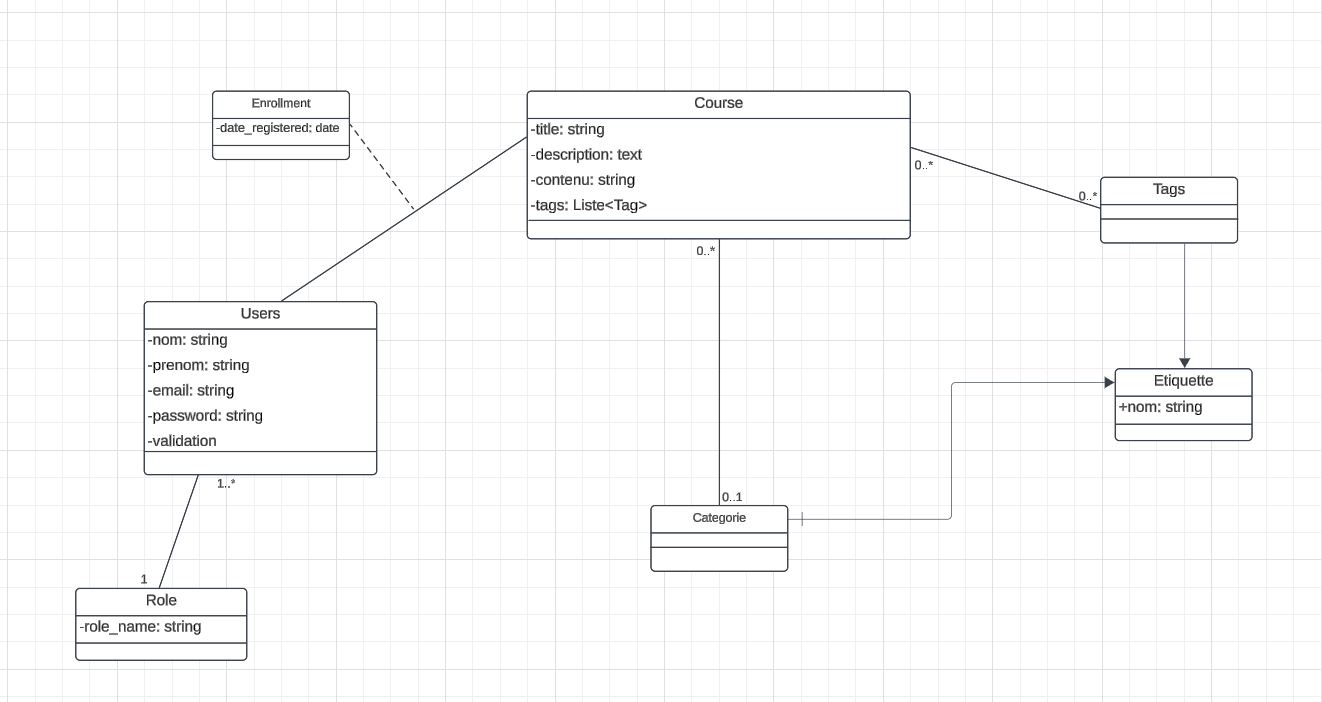 Enrollment
-date_registered: date
Course
-title: string
-description: text
-contenu: string
-tags: Liste<Tag>
0..*
0..*
Tags
0..*
Users
-nom: string
-prenom: string
-email: string
-password: string
-validation
1..*
Etiquette
+nom: string
0..1
Categorie
1
Role
-role_name: string